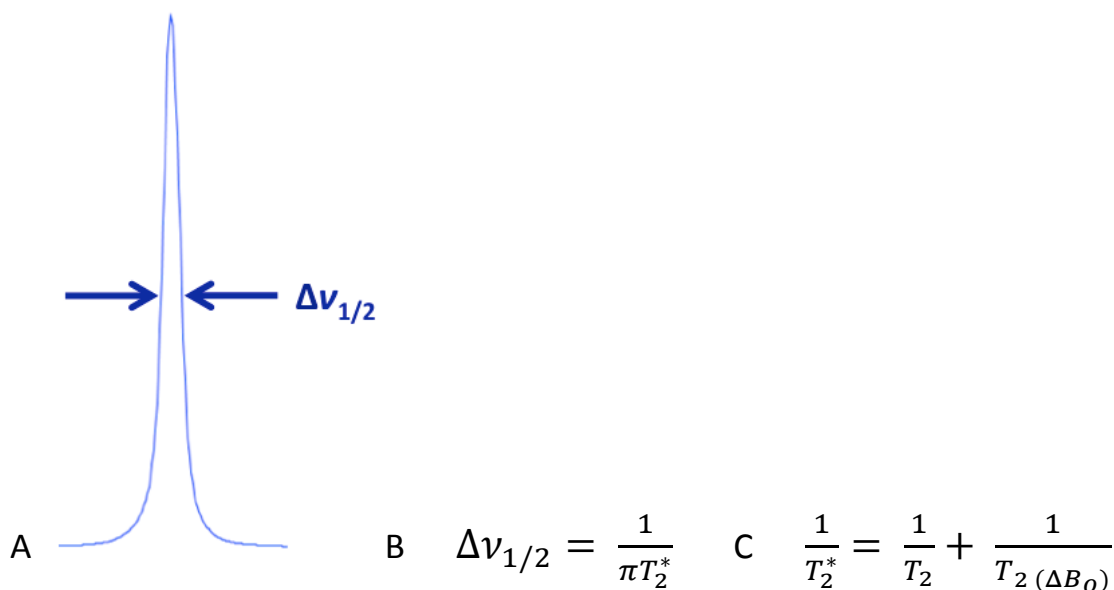 Δν1/2
A
B Δν1/2 = 1/(πT2*)
C 1/T2* = 1/T2 + 1/T2 (ΔBo)